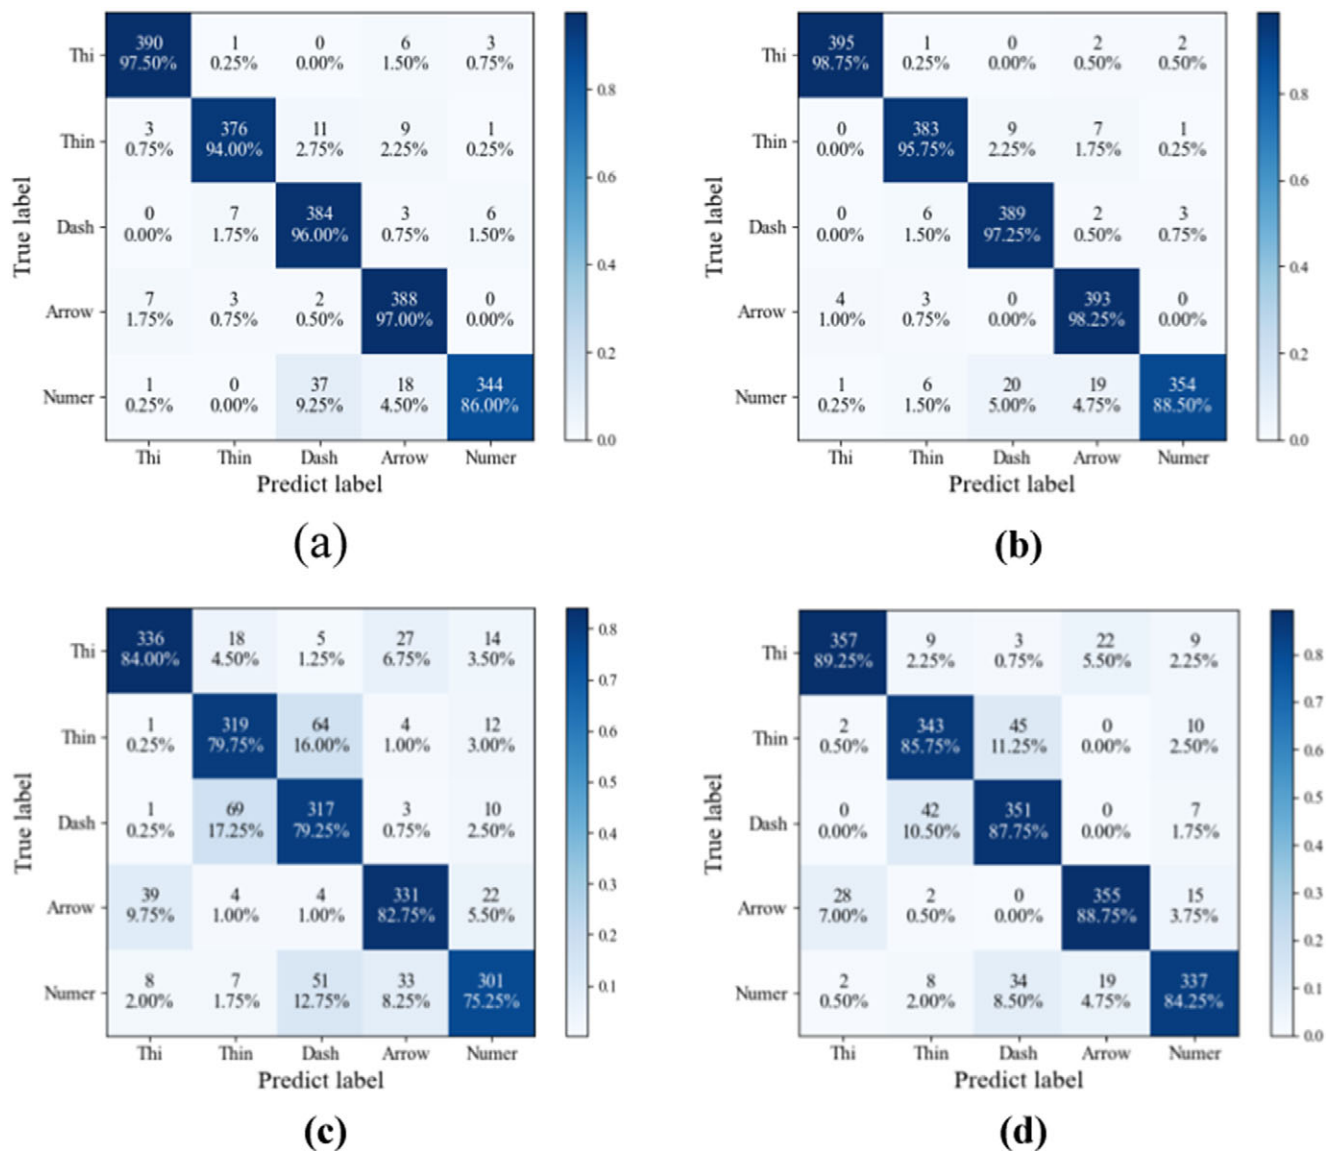 Thi 390 1 0 6 3
97.50% 0.25% 0.00% 1.50% 0.75%
Thin 3 376 11 9 1
0.75% 94.00% 2.75% 2.25% 0.25%
Dash 0 7 384 3 6
0.00% 1.75% 96.00% 0.75% 1.50%
Arrow 7 3 2 388 0
1.75% 0.75% 0.50% 97.00% 0.00%
Numer 1 0 37 18 344
0.25% 0.00% 9.25% 4.50% 86.00%
Thi Thin Dash Arrow Numer
Predict label
True label
0.8
0.6
0.4
0.2
0.0
(a)
Thi 395 1 0 2 2
98.75% 0.25% 0.00% 0.50% 0.50%
Thin 0 383 9 7 1
0.00% 95.75% 2.25% 1.75% 0.25%
Dash 0 6 389 2 3
0.00% 1.50% 97.25% 0.50% 0.75%
Arrow 4 3 0 393 0
1.00% 0.75% 0.00% 98.25% 0.00%
Numer 1 6 20 19 354
0.25% 1.50% 5.00% 4.75% 88.50%
Thi Thin Dash Arrow Numer
Predict label
True label
0.8
0.6
0.4
0.2
0.0
(b)
Thi 336 18 5 27 14
84.00% 4.50% 1.25% 6.75% 3.50%
Thin 1 319 64 4 12
0.25% 79.75% 16.00% 1.00% 3.00%
Dash 1 69 317 3 10
0.25% 17.25% 79.25% 0.75% 2.50%
Arrow 39 4 4 331 22
9.75% 1.00% 1.00% 82.75% 5.50%
Numer 8 7 51 33 301
2.00% 1.75% 12.75% 8.25% 75.25%
Thi Thin Dash Arrow Numer
Predict label
True label
0.8
0.7
0.6
0.5
0.4
0.3
0.2
0.1
(c)
Thi 357 9 3 22 9
89.25% 2.25% 0.75% 5.50% 2.25%
Thin 2 343 45 0 10
0.50% 85.75% 11.25% 0.00% 2.50%
Dash 0 42 351 0 7
0.00% 10.50% 87.75% 0.00% 1.75%
Arrow 28 2 0 355 15
7.00% 0.50% 0.00% 88.75% 3.75%
Numer 2 8 34 19 337
0.50% 2.00% 8.50% 4.75% 84.25%
Thi Thin Dash Arrow Numer
Predict label
True label
0.8
0.7
0.6
0.5
0.4
0.3
0.2
0.1
0.0
(d)